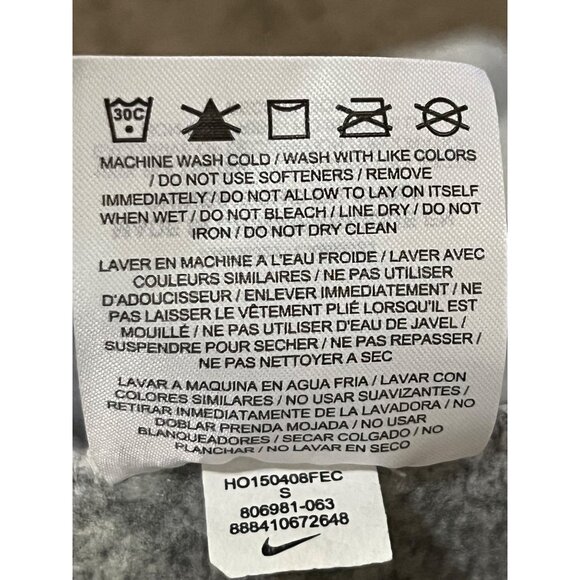 30C
MACHINE WASH COLD / WASH WITH LIKE COLORS
/ DO NOT USE SOFTENERS / REMOVE
IMMEDIATELY / DO NOT ALLOW TO LAY ON ITSELF
WHEN WET / DO NOT BLEACH / LINE DRY / DO NOT
IRON / DO NOT DRY CLEAN
LAVER EN MACHINE A L'EAU FROIDE / LAVER AVEC
COULEURS SIMILAIRES / NE PAS UTILISER
D'ADOUCISSEUR / ENLEVER IMMEDIATEMENT / NE
PAS LAISSER LE VÊTEMENT PLIÉ LORSQU'IL EST
MOUILLÉ / NE PAS UTILISER D'EAU DE JAVEL /
SUSPENDRE POUR SECHER / NE PAS REPASSER /
NE PAS NETTOYER A SEC
LAVAR A MAQUINA EN AGUA FRIA / LAVAR CON
COLORES SIMILARES / NO USAR SUAVIZANTES /
RETIRAR INMEDIATAMENTE DE LA LAVADORA / NO
DOBLAR PRENDA MOJADA / NO USAR
BLANQUEADORES / SECAR COLGADO / NO
PLANCHAR / NO LAVAR EN SECO
HO150408FEC
S
806981-063
888410672648